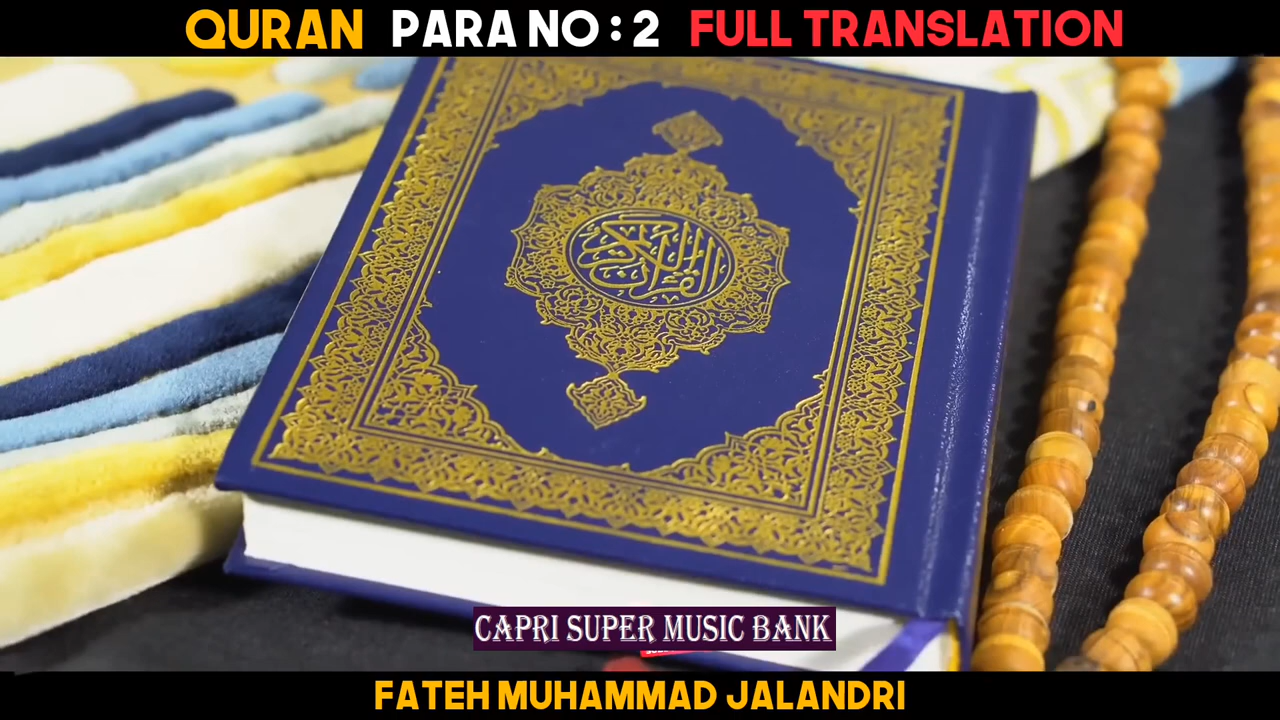 QURAN PARA NO : 2 FULL TRANSLATION
القرآن الكريم
CAPRI SUPER MUSIC BANK
FATEH MUHAMMAD JALANDRI